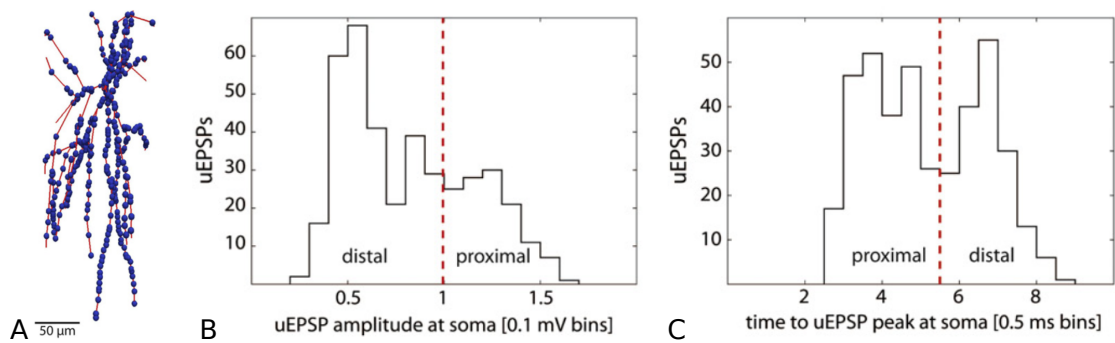 A
50 µm
B
uEPSPs
60
50
40
30
20
10
distal
proximal
0.5
1
1.5
uEPSP amplitude at soma [0.1 mV bins]
C
uEPSPs
50
40
30
20
10
proximal
distal
2
4
6
8
time to uEPSP peak at soma [0.5 ms bins]